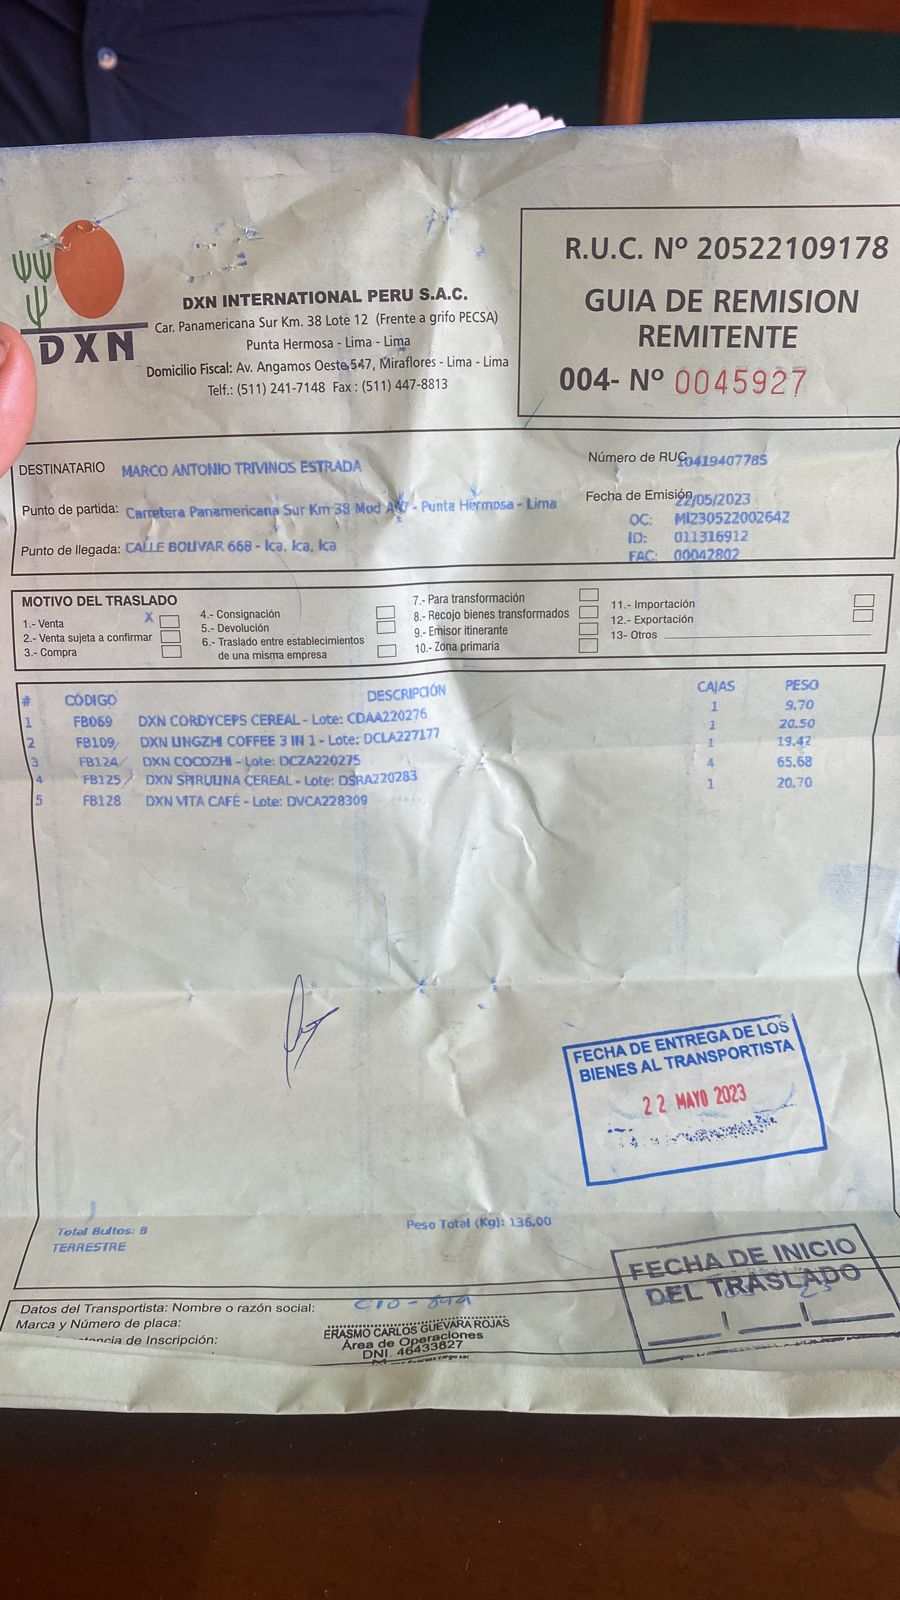 DXN
DXN INTERNATIONAL PERU S.A.C.
Car. Panamericana Sur Km. 38 Lote 12 (Frente a grifo PECSA)
Punta Hermosa - Lima - Lima
Domicilio Fiscal: Av. Angamos Oeste 547, Miraflores - Lima - Lima
Telf.: (511) 241-7148 Fax : (511) 447-8813
R.U.C. Nº 20522109178
GUIA DE REMISION
REMITENTE
004- Nº 0045927
DESTINATARIO MARCO ANTONIO TRIVINOS ESTRADA
Número de RUC 10419407785
Punto de partida: Carretera Panamericana Sur Km 38 Mod - Punta Hermosa - Lima
Fecha de Emisión 22/05/2023
OC: MI230522002642
Punto de llegada: CALLE BOLIVAR 668 - Ica, Ica, Ica
ID: 011316912
FAC: 00042802
MOTIVO DEL TRASLADO
1.- Venta X
2.- Venta sujeta a confirmar
3.- Compra
4.- Consignación
5.- Devolución
6.- Traslado entre establecimientos
de una misma empresa
7.- Para transformación
8.- Recojo bienes transformados
9.- Emisor itinerante
10.- Zona primaria
11.- Importación
12.- Exportación
13- Otros
# CÓDIGO DESCRIPCIÓN CAJAS PESO
1 FB069 DXN CORDYCEPS CEREAL - Lote: CDAA220276 1 9.70
2 FB109 DXN LINGZHI COFFEE 3 IN 1 - Lote: DCLA227177 1 20.50
3 FB124 DXN COCOZHI - Lote: DCZA220275 1 19.42
4 FB125 DXN SPIRULINA CEREAL - Lote: DSRA220283 4 65.68
5 FB128 DXN VITA CAFÉ - Lote: DVCA228309 1 20.70
FECHA DE ENTREGA DE LOS
BIENES AL TRANSPORTISTA
22 MAYO 2023
Total Bultos: 8
Peso Total (Kg): 136.00
TERRESTRE
FECHA DE INICIO
DEL TRASLADO
Datos del Transportista: Nombre o razón social:
Marca y Número de placa:
de Inscripción:
ERASMO CARLOS GUEVARA ROJAS
Área de Operaciones
DNI. 46433827